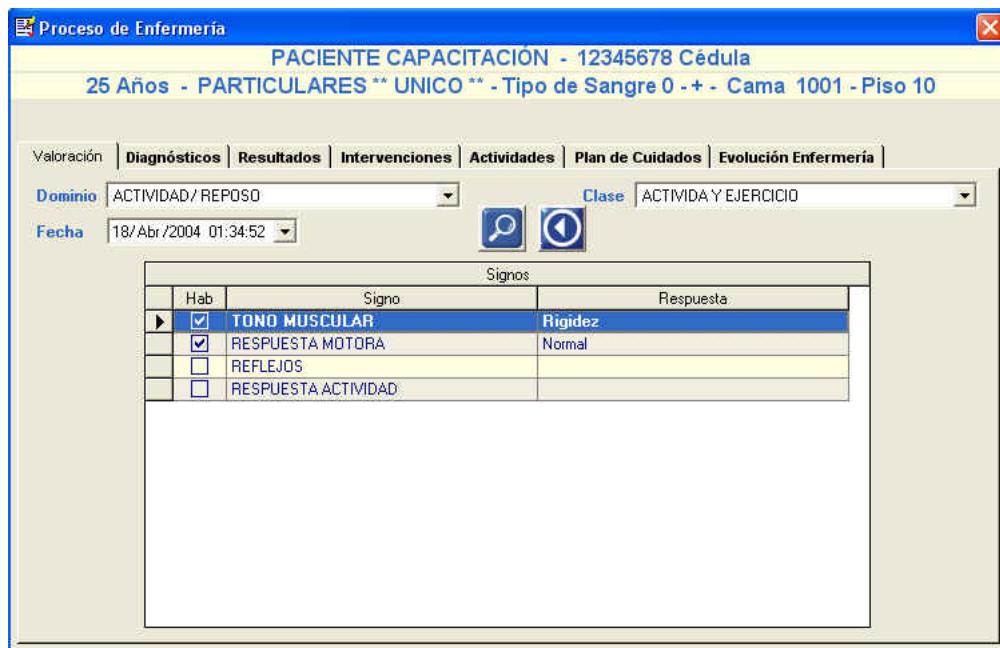 Proceso de Enfermería
PACIENTE CAPACITACIÓN - 12345678 Cédula
25 Años - PARTICULARES ** UNICO ** - Tipo de Sangre 0 - + - Cama 1001 - Piso 10
Valoración Diagnósticos Resultados Intervenciones Actividades Plan de Cuidados Evolución Enfermería
Dominio ACTIVIDAD/ REPOSO Clase ACTIVIDA Y EJERCICIO
Fecha 18/Abr/2004 01:34:52
Signos
Hab Signo Respuesta
TONO MUSCULAR Rigidez
RESPUESTA MOTORA Normal
REFLEJOS
RESPUESTA ACTIVIDAD